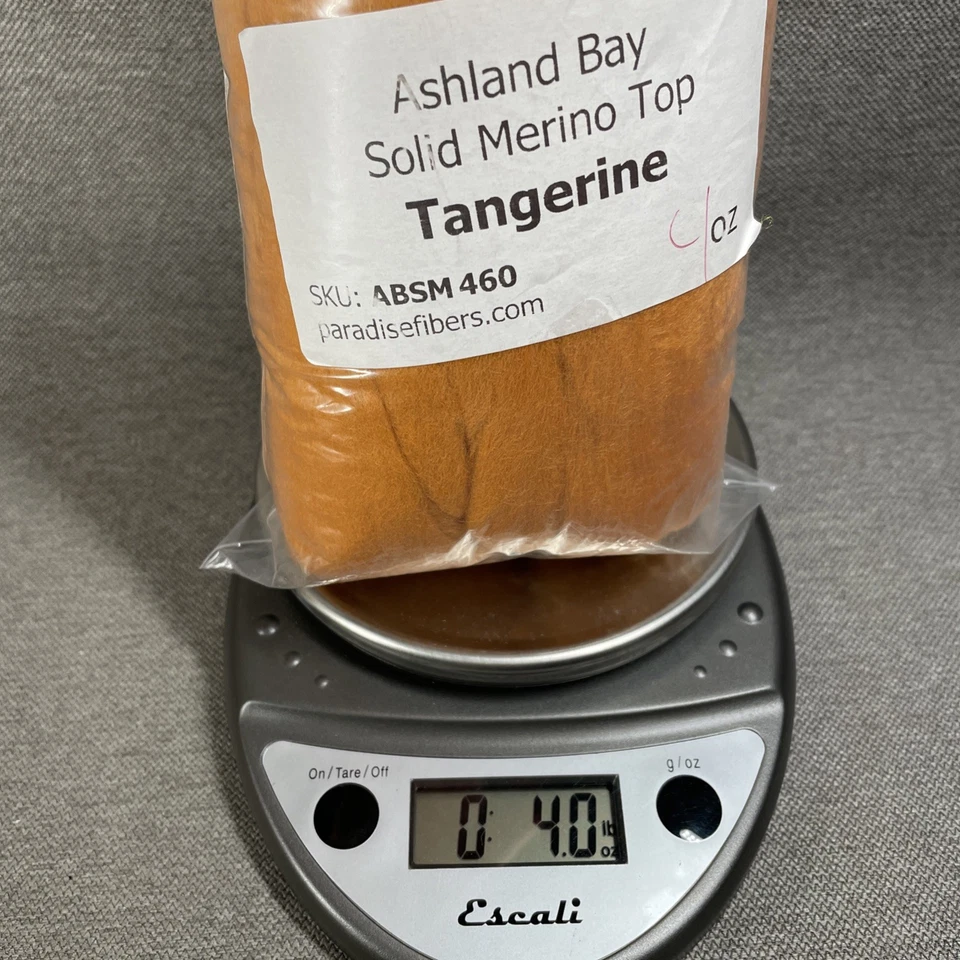 Ashland Bay
Solid Merino Top
Tangerine
4 oz
SKU: ABSM 460
paradisefibers.com
On / Tare / Off
g / oz
0: 4.0 lb oz
Escali